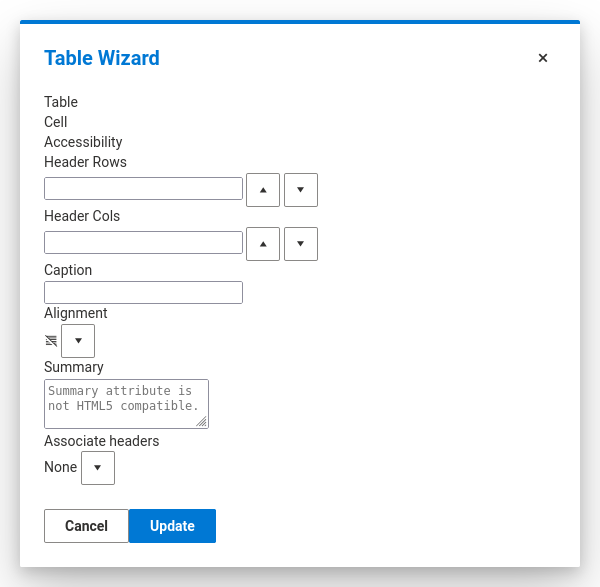 Table Wizard
Table
Cell
Accessibility
Header Rows
Header Cols
Caption
Alignment
Summary
Summary attribute is
not HTML5 compatible.
Associate headers
None
Cancel Update